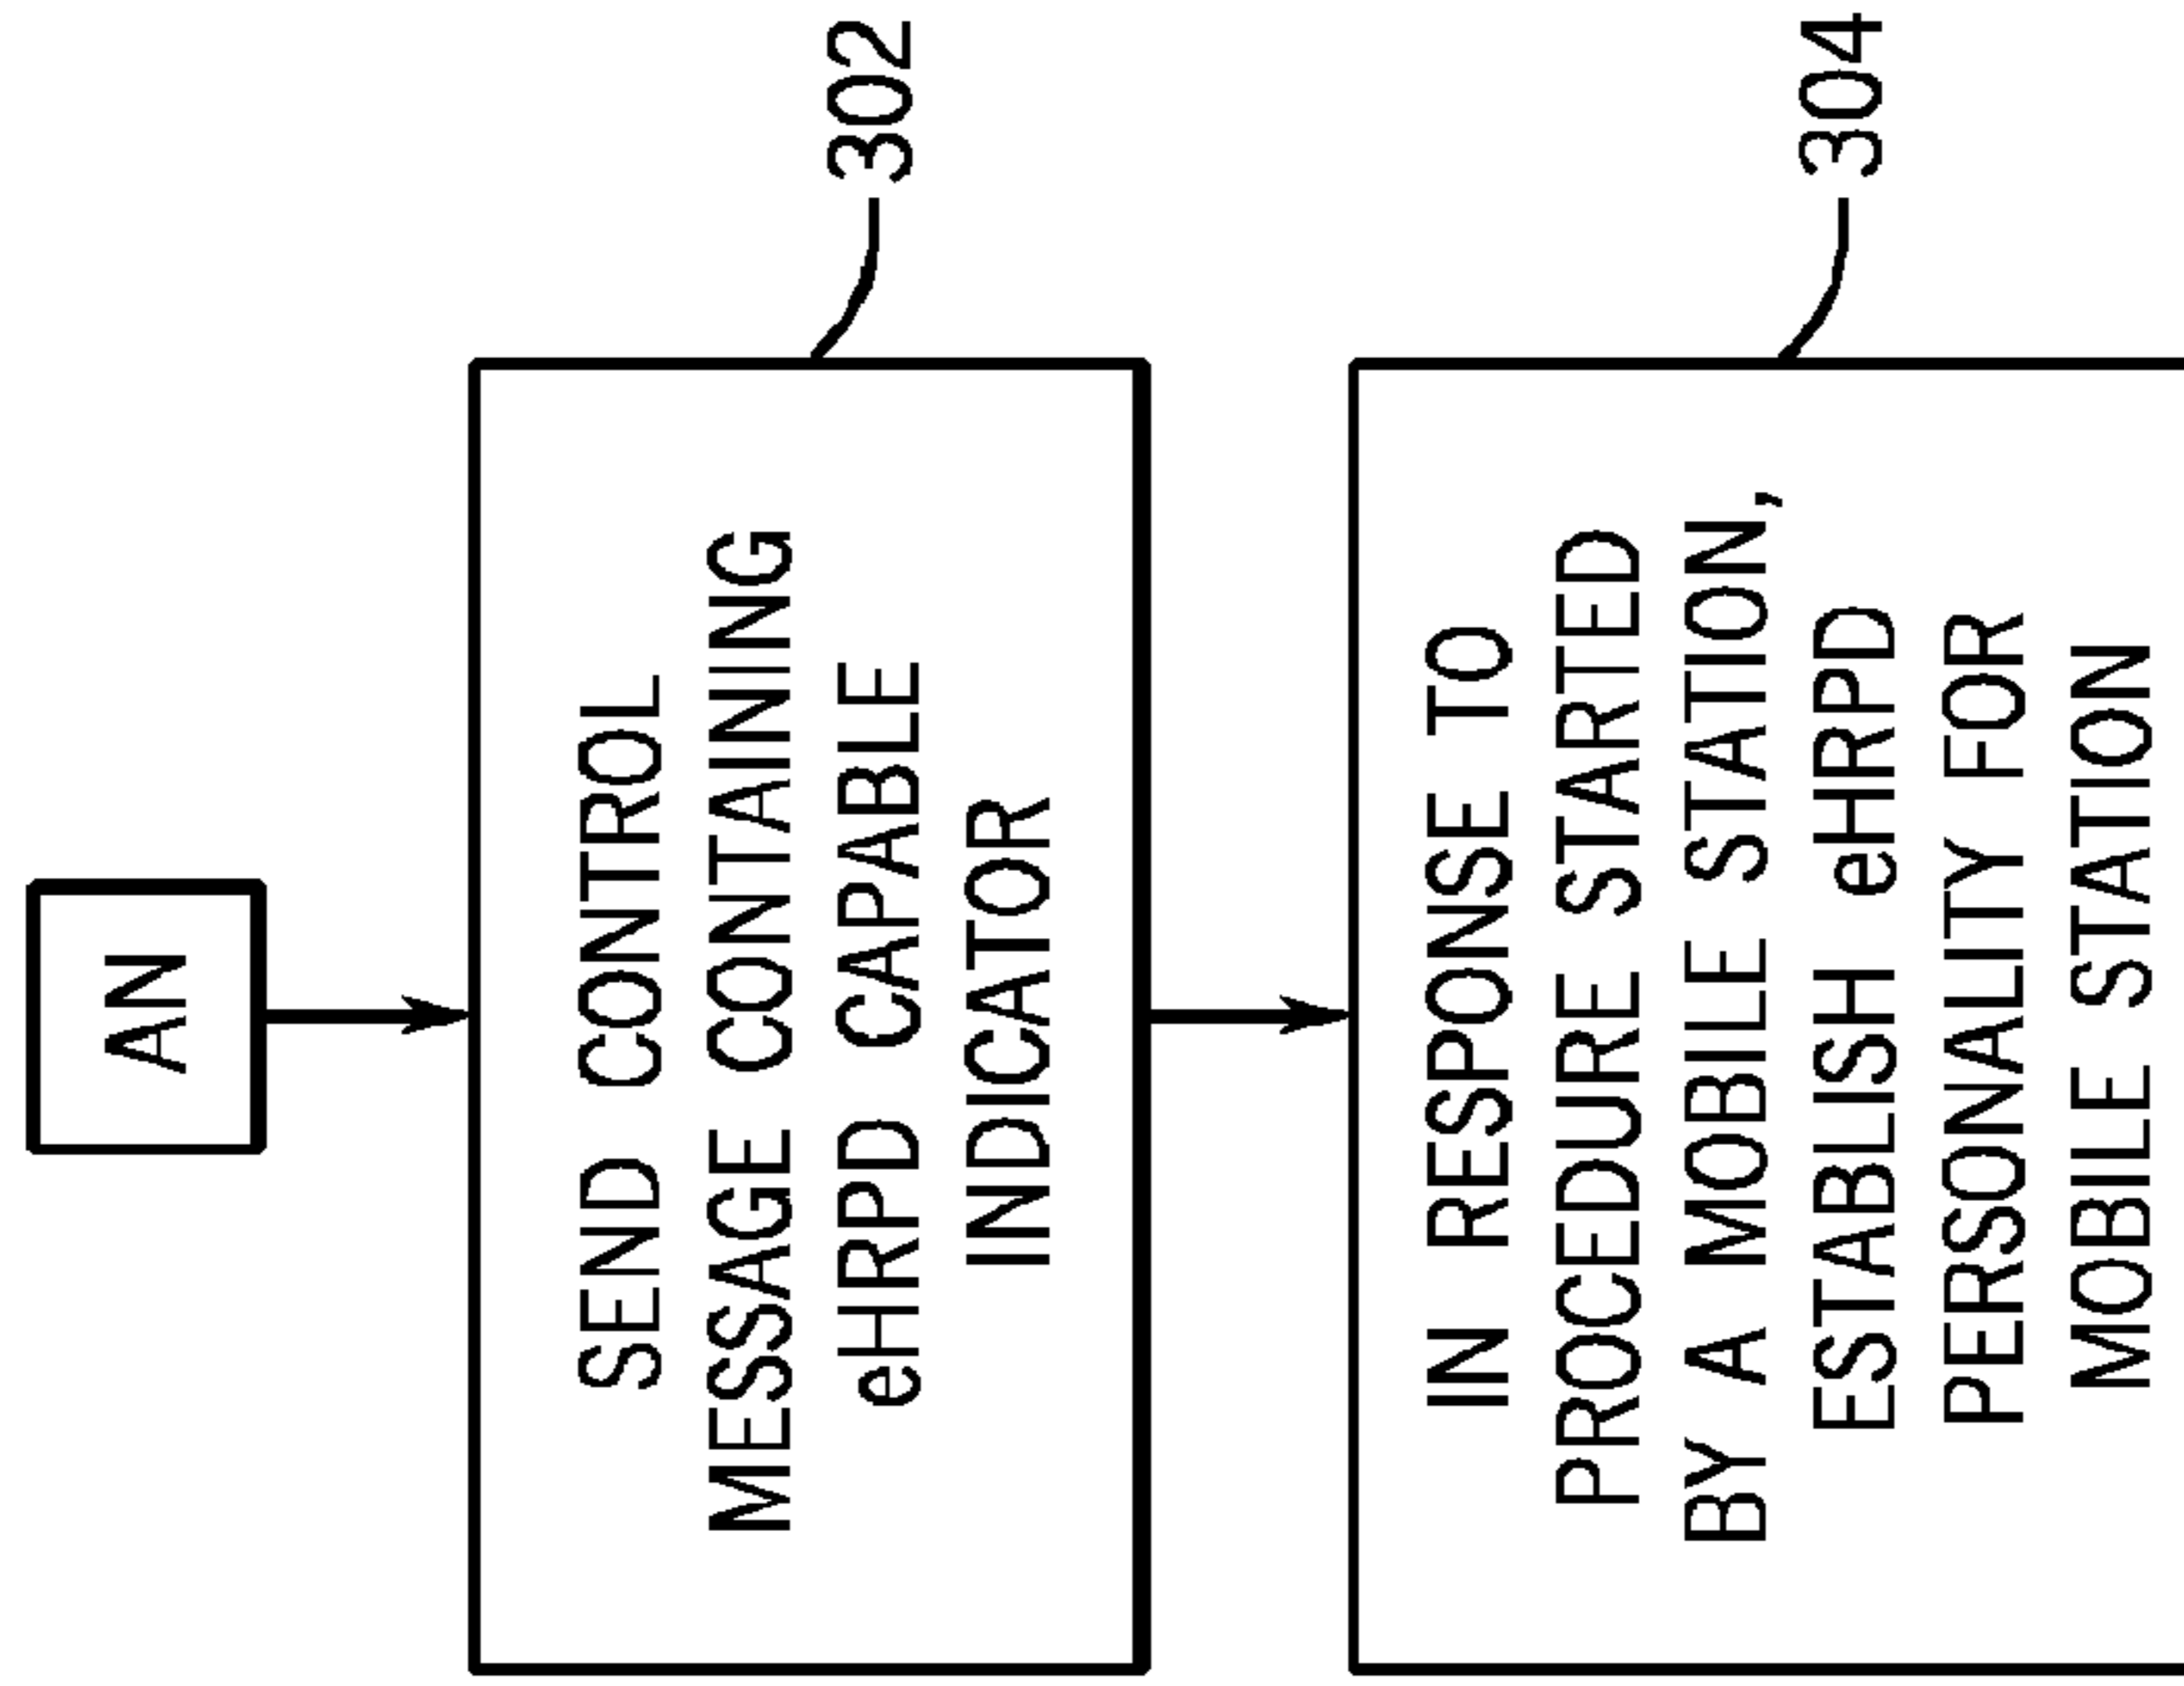 AN
SEND CONTROL
MESSAGE CONTAINING
eHRPD CAPABLE
INDICATOR
302
IN RESPONSE TO
PROCEDURE STARTED
BY A MOBILE STATION,
ESTABLISH eHRPD
PERSONALITY FOR
MOBILE STATION
304